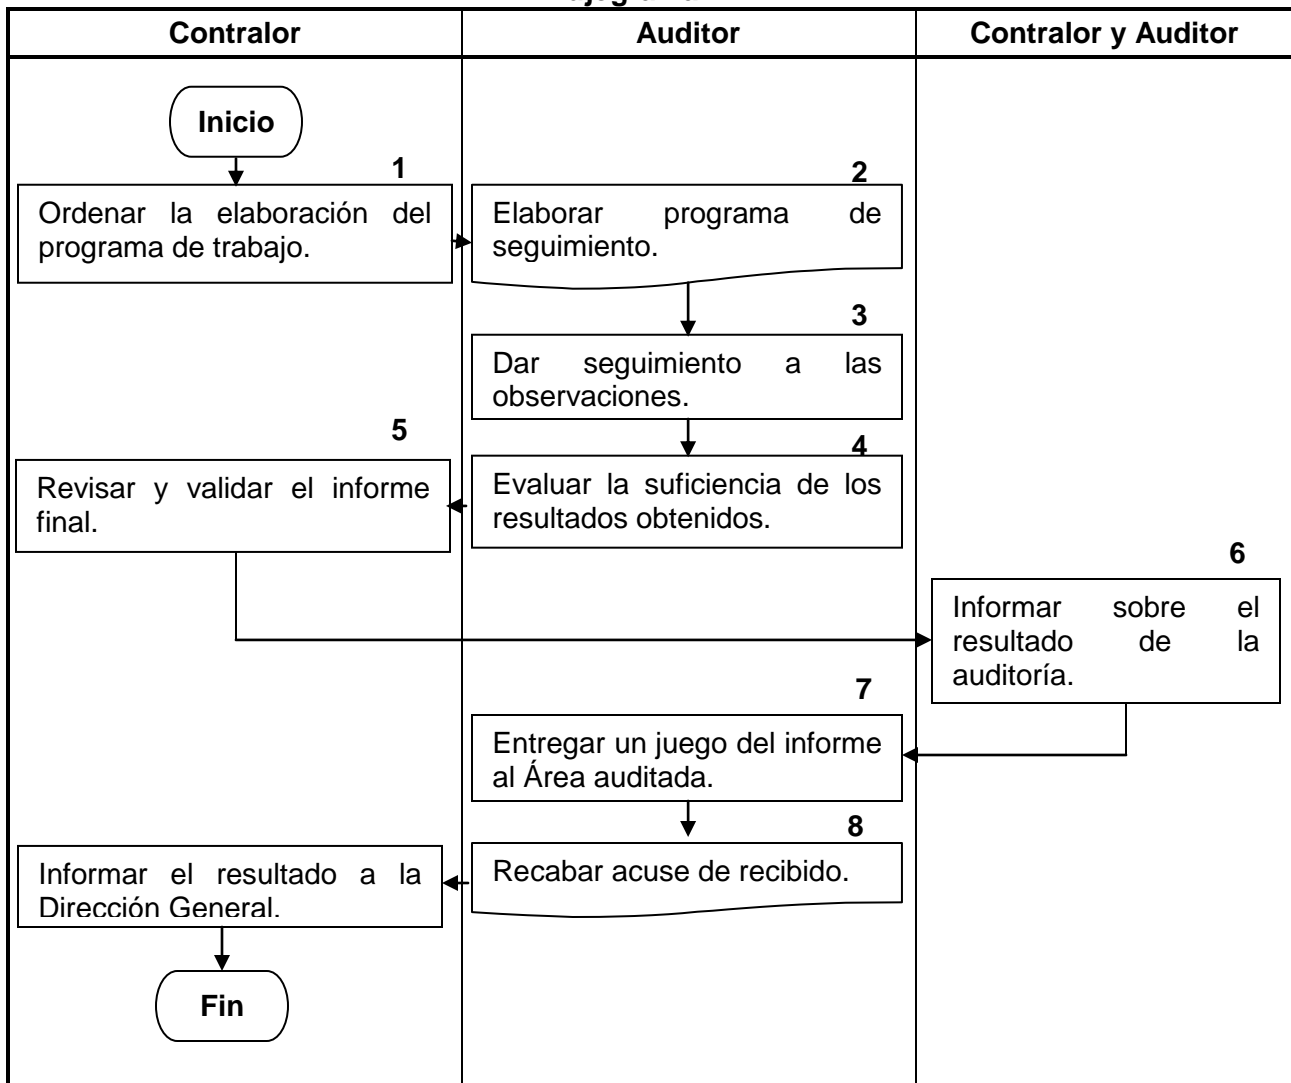 Contralor
Auditor
Contralor y Auditor
Inicio
1
Ordenar la elaboración del
programa de trabajo.
2
Elaborar programa de
seguimiento.
3
Dar seguimiento a las
observaciones.
4
Evaluar la suficiencia de los
resultados obtenidos.
5
Revisar y validar el informe
final.
6
Informar sobre el
resultado de la
auditoría.
7
Entregar un juego del informe
al Área auditada.
8
Recabar acuse de recibido.
Informar el resultado a la
Dirección General.
Fin